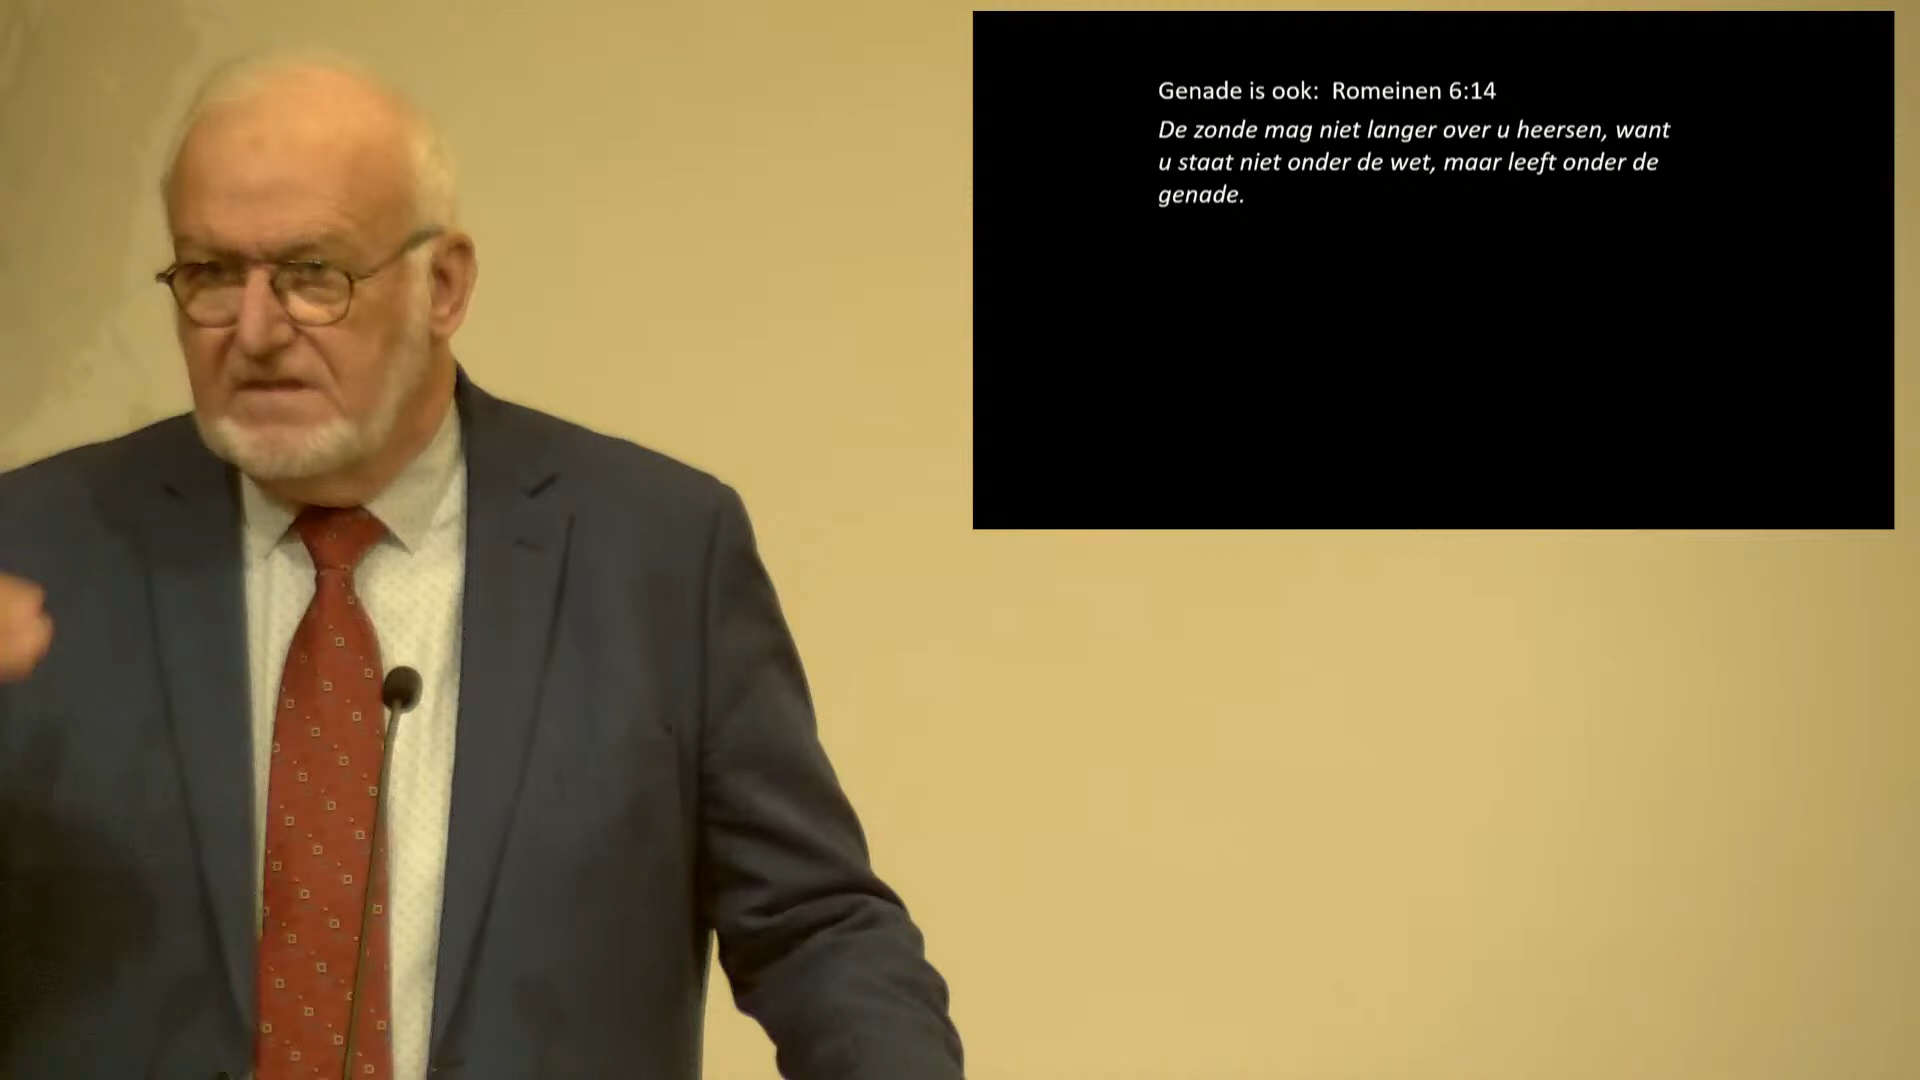 Genade is ook:  Romeinen 6:14
De zonde mag niet langer over u heersen, want
u staat niet onder de wet, maar leeft onder de
genade.